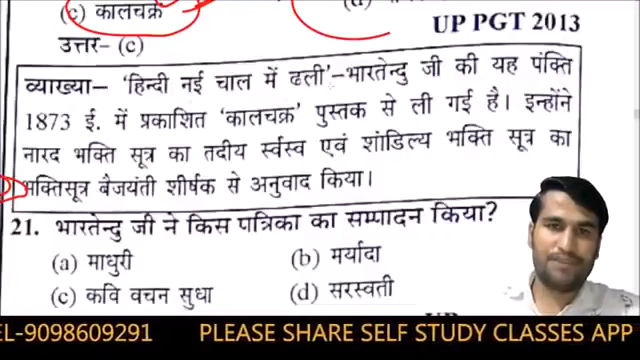 (c) कालचक्र
UP PGT 2013
उत्तर- (c)
व्याख्या- 'हिन्दी नई चाल में ढली'-भारतेन्दु जी की यह पंक्ति
1873 ई. में प्रकाशित 'कालचक्र' पुस्तक से ली गई है। इन्होंने
नारद भक्ति सूत्र का तदीय र्स्वस्व एवं शांडिल्य भक्ति सूत्र का
भक्तिसूत्र बैजयंती शीर्षक से अनुवाद किया।
21. भारतेन्दु जी ने किस पत्रिका का सम्पादन किया?
(a) माधुरी (b) मर्यादा
(c) कवि वचन सुधा (d) सरस्वती
EL-9098609291 PLEASE SHARE SELF STUDY CLASSES APP